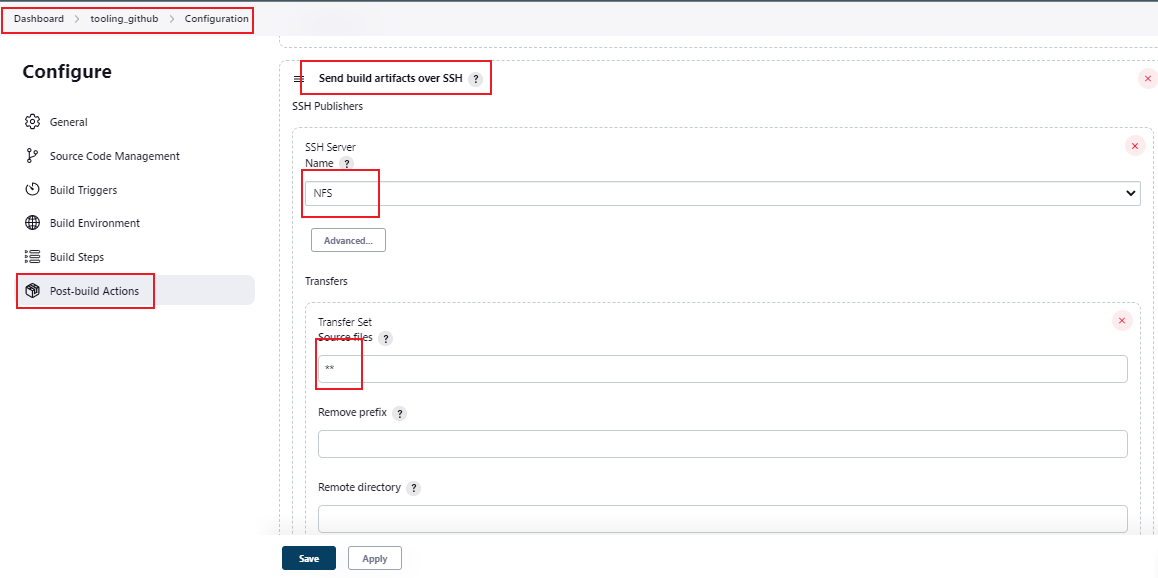 Dashboard > tooling_github > Configuration
Configure
General
Source Code Management
Build Triggers
Build Environment
Build Steps
Post-build Actions
Send build artifacts over SSH ?
SSH Publishers
SSH Server
Name ?
NFS
Advanced...
Transfers
Transfer Set
Source files ?
**
Remove prefix ?
Remote directory ?
Save
Apply